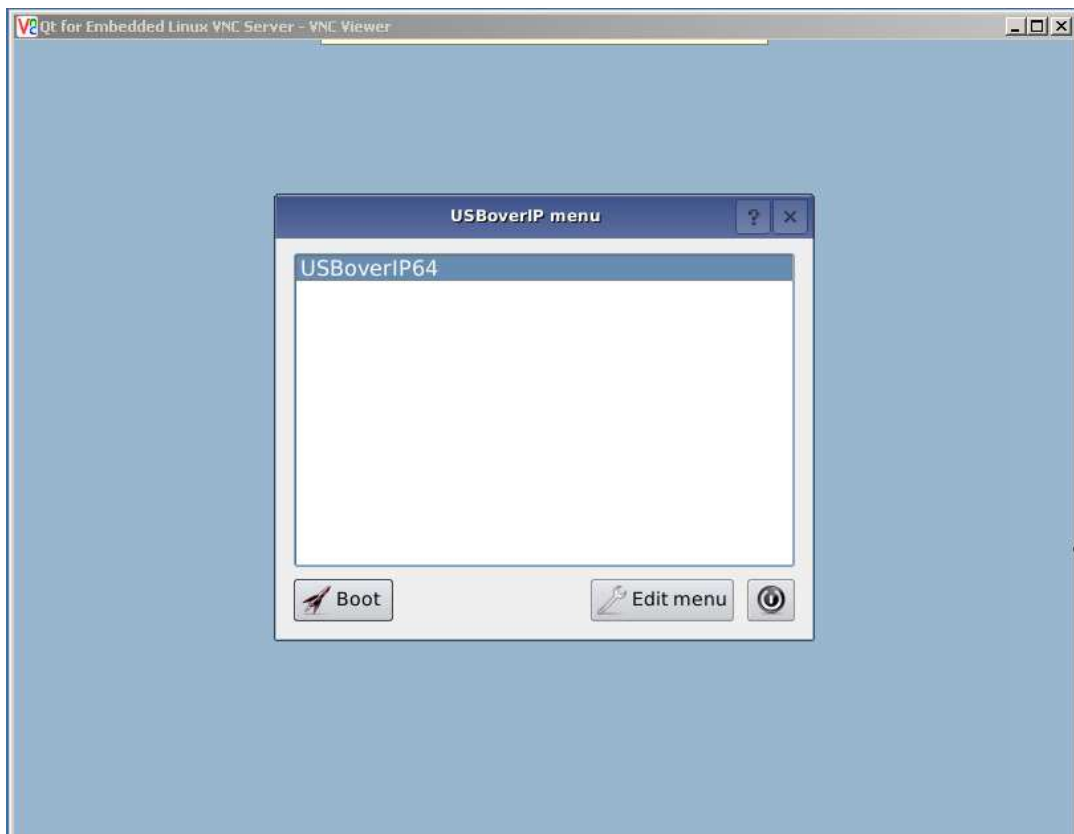 Qt for Embedded Linux VNC Server - VNC Viewer
USBoverIP menu
USBoverIP64
Boot
Edit menu